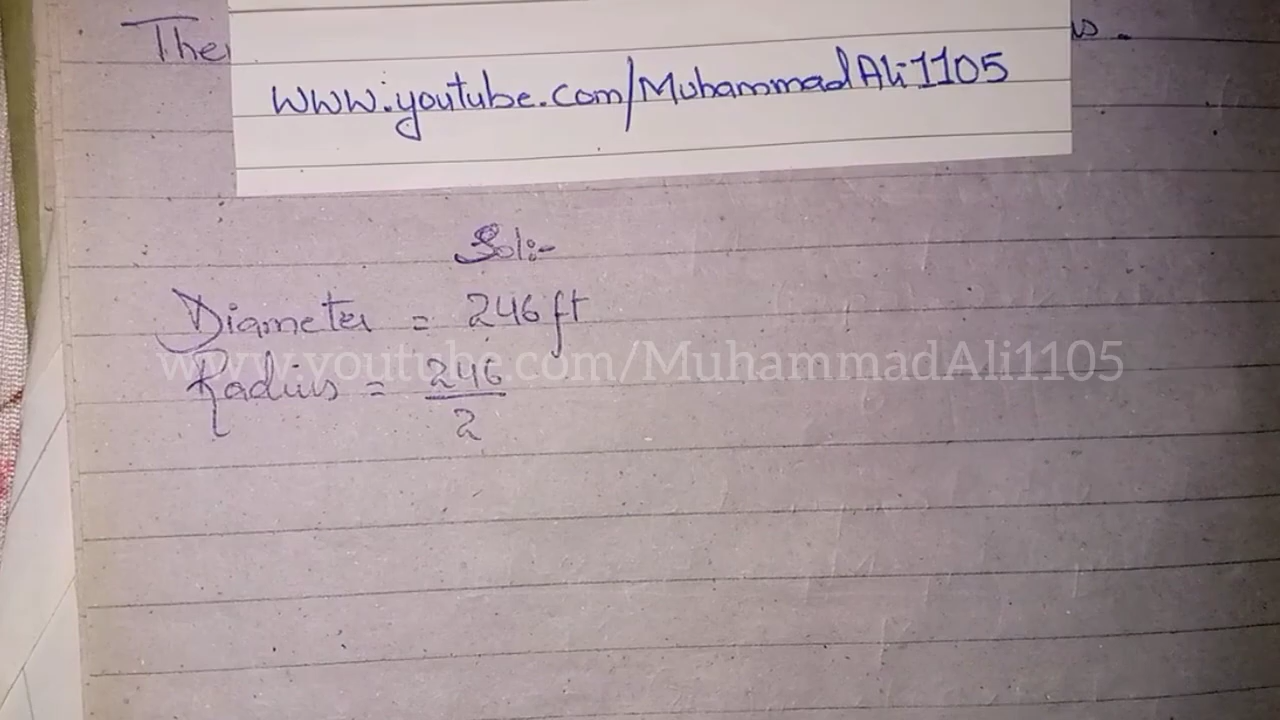 The
www.youtube.com/MuhammadAli1105
Sol:-
Diameter = 246 ft
www.youtube.com/MuhammadAli1105
Radius = 246
2